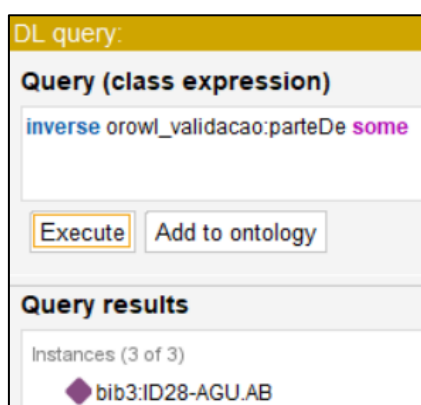 DL query:
Query (class expression)
inverse orowl_validacao:parteDe some
Execute Add to ontology
Query results
Instances (3 of 3)
bib3:ID28-AGU.AB